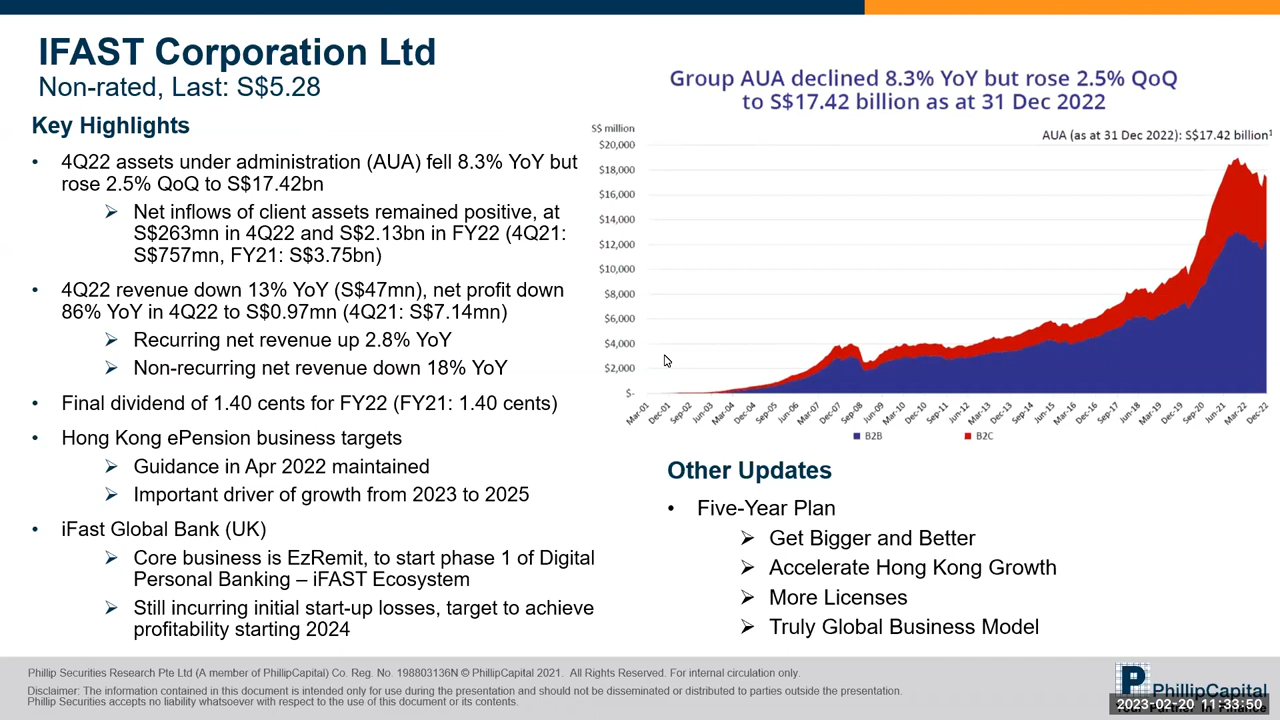 IFAST Corporation Ltd
Non-rated, Last: S$5.28
Key Highlights
• 4Q22 assets under administration (AUA) fell 8.3% YoY but
rose 2.5% QoQ to S$17.42bn
➢ Net inflows of client assets remained positive, at
S$263mn in 4Q22 and S$2.13bn in FY22 (4Q21:
S$757mn, FY21: S$3.75bn)
• 4Q22 revenue down 13% YoY (S$47mn), net profit down
86% YoY in 4Q22 to S$0.97mn (4Q21: S$7.14mn)
➢ Recurring net revenue up 2.8% YoY
➢ Non-recurring net revenue down 18% YoY
• Final dividend of 1.40 cents for FY22 (FY21: 1.40 cents)
• Hong Kong ePension business targets
➢ Guidance in Apr 2022 maintained
➢ Important driver of growth from 2023 to 2025
• iFast Global Bank (UK)
➢ Core business is EzRemit, to start phase 1 of Digital
Personal Banking – iFAST Ecosystem
➢ Still incurring initial start-up losses, target to achieve
profitability starting 2024
Group AUA declined 8.3% YoY but rose 2.5% QoQ
to S$17.42 billion as at 31 Dec 2022
S$ million
AUA (as at 31 Dec 2022): S$17.42 billion¹
$20,000
$18,000
$16,000
$14,000
$12,000
$10,000
$8,000
$6,000
$4,000
$2,000
$-
Mar-01 Dec-01 Sep-02 Jun-03 Mar-04 Dec-04 Sep-05 Jun-06 Mar-07 Dec-07 Sep-08 Jun-09 Mar-10 Dec-10 Sep-11 Jun-12 Mar-13 Dec-13 Sep-14 Jun-15 Mar-16 Dec-16 Sep-17 Jun-18 Mar-19 Dec-19 Sep-20 Jun-21 Mar-22 Dec-22
B2B B2C
Other Updates
• Five-Year Plan
➢ Get Bigger and Better
➢ Accelerate Hong Kong Growth
➢ More Licenses
➢ Truly Global Business Model
Phillip Securities Research Pte Ltd (A member of PhillipCapital) Co. Reg. No. 198803136N © PhillipCapital 2021. All Rights Reserved. For internal circulation only.
Disclaimer: The information contained in this document is intended only for use during the presentation and should not be disseminated or distributed to parties outside the presentation.
Phillip Securities accepts no liability whatsoever with respect to the use of this document or its contents.
P PhillipCapital
Your Partner In Finance
2023-02-20 11:33:50